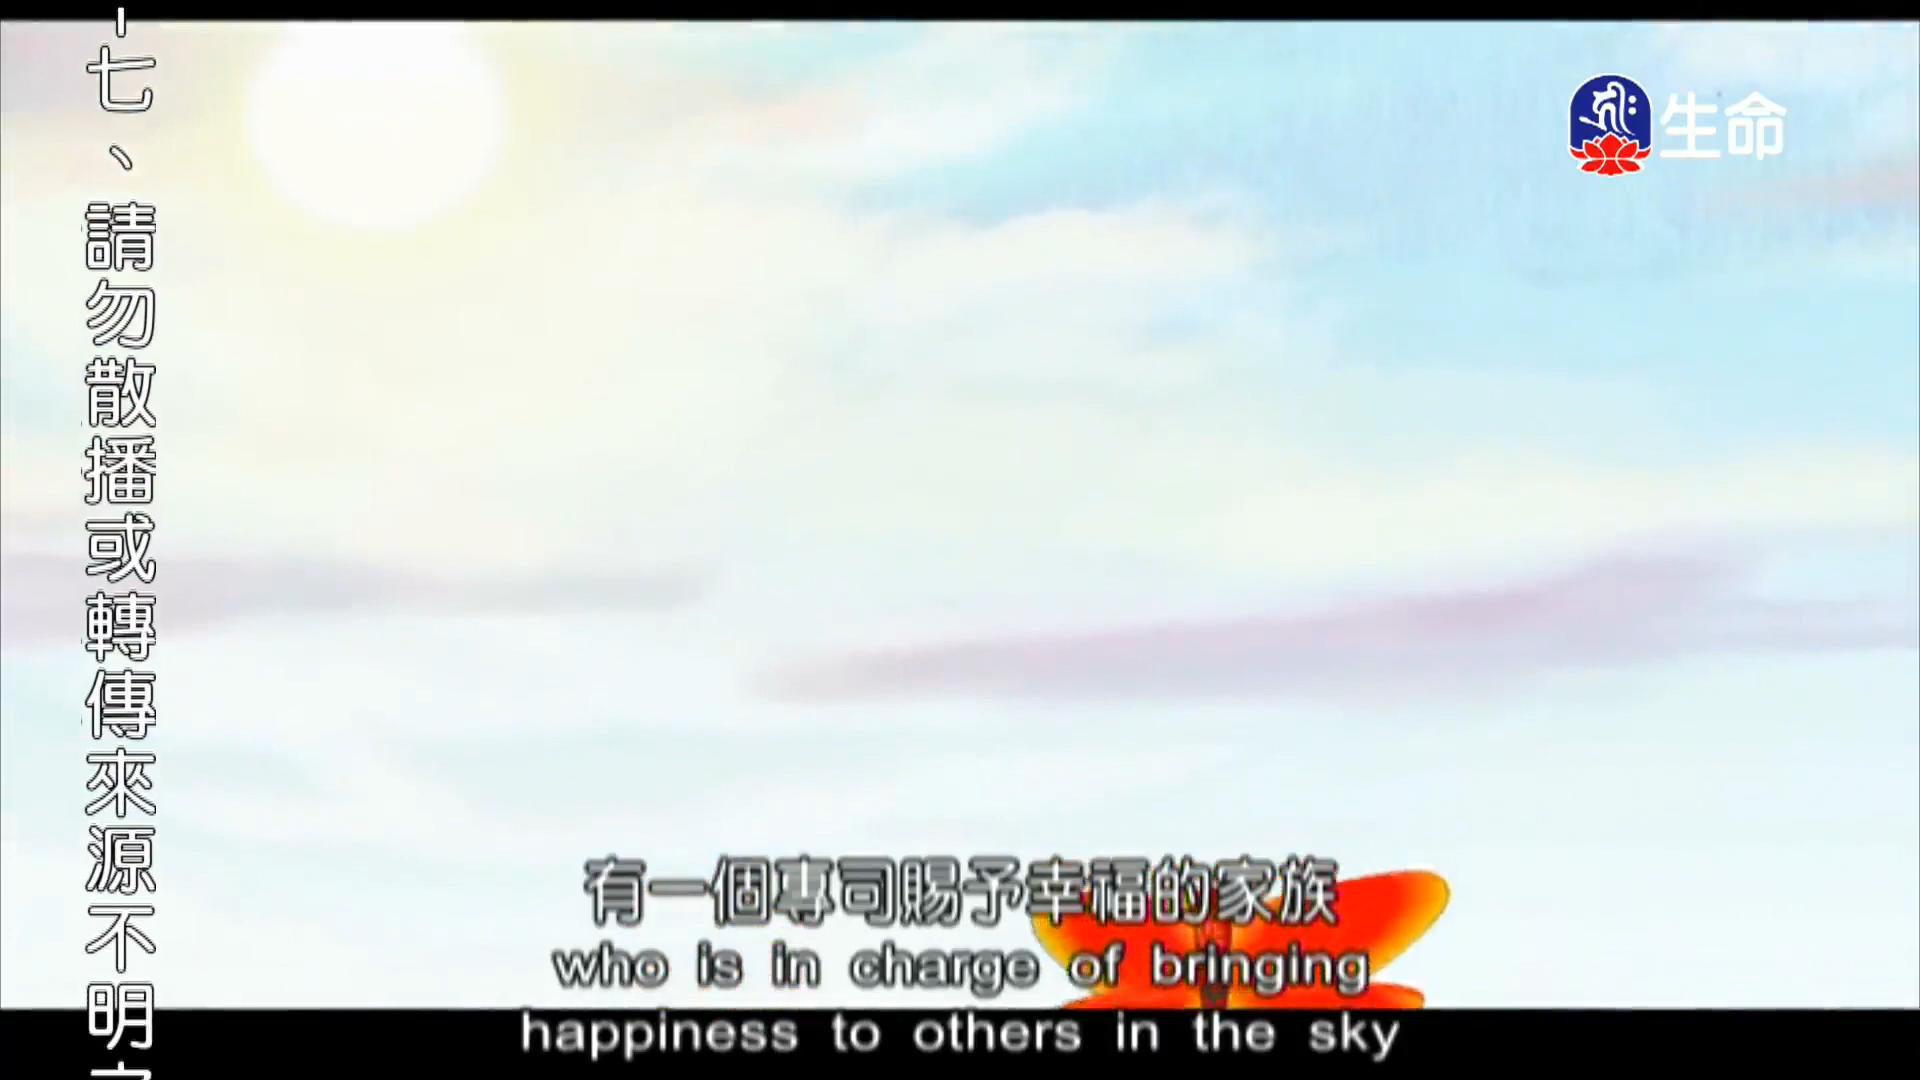 七、請勿散播或轉傳來源不明
生命
有一個專司賜予幸福的家族
who is in charge of bringing
happiness to others in the sky